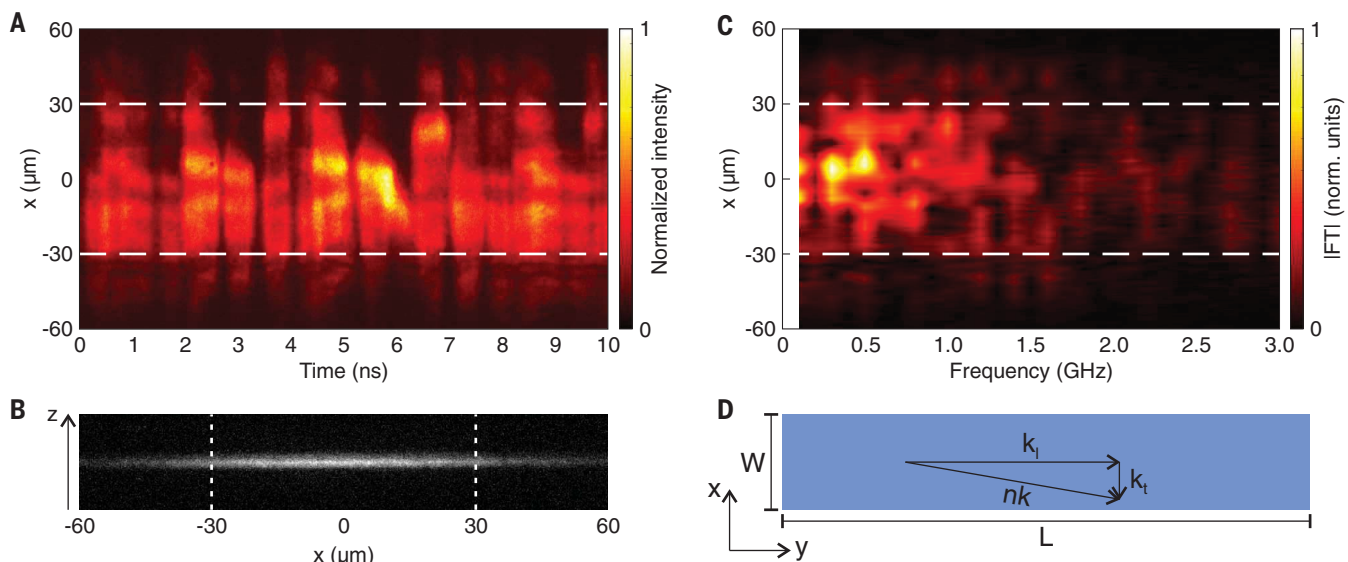 A
60
30
0
-30
-60
x (µm)
0 1 2 3 4 5 6 7 8 9 10
Time (ns)
1
0
Normalized intensity
C
60
30
0
-30
-60
x (µm)
0 0.5 1.0 1.5 2.0 2.5 3.0
Frequency (GHz)
1
0
|FT| (norm. units)
B
z
-60 -30 0 30 60
x (µm)
D
W
k_l
k_t
nk
x
y
L